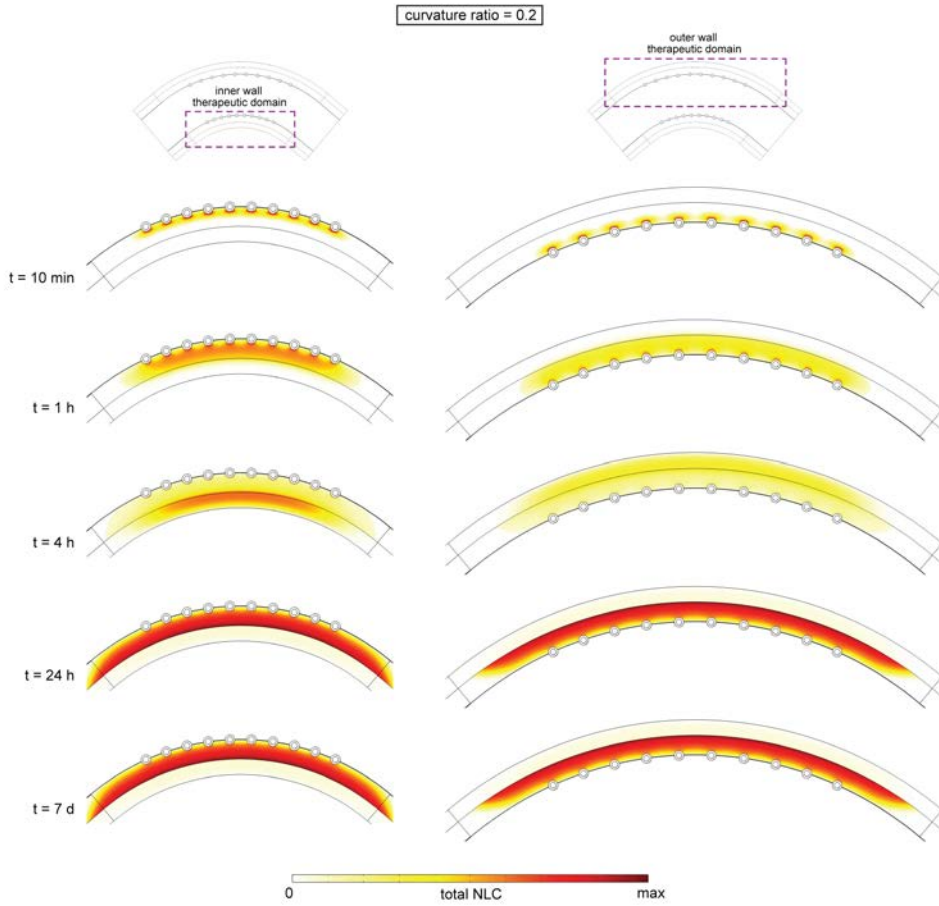 curvature ratio = 0.2
inner wall
therapeutic domain
outer wall
therapeutic domain
t = 10 min
t = 1 h
t = 4 h
t = 24 h
t = 7 d
0
total NLC
max